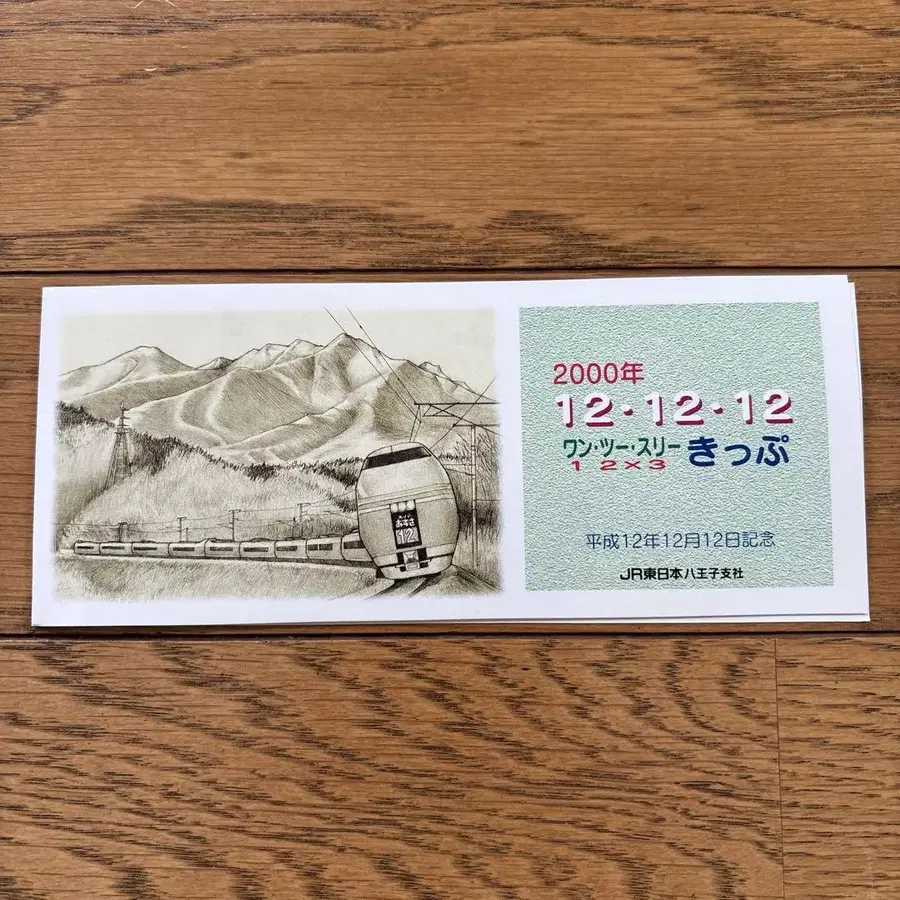 あずさ
12
2000年
12・12・12
ワン・ツー・スリー きっぷ
12×3
平成12年12月12日記念
JR東日本八王子支社